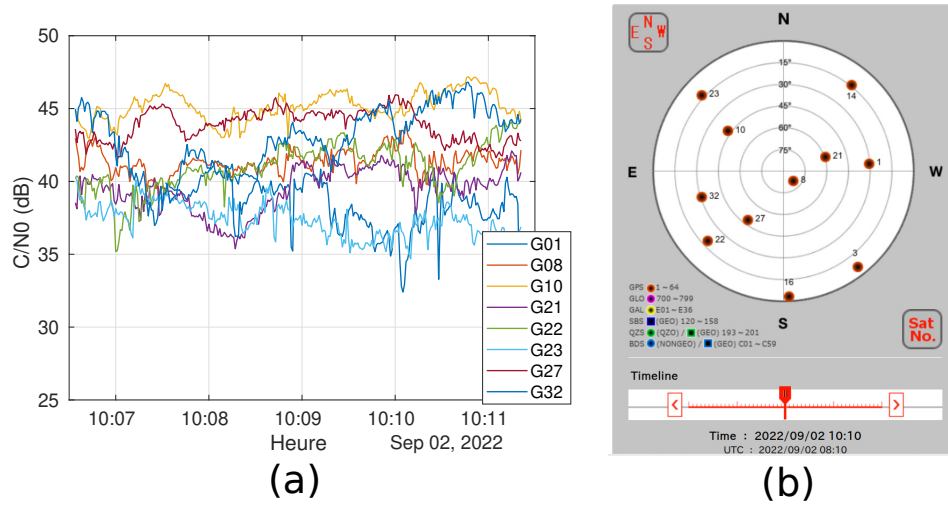 50
45
40
35
30
25
C/N0 (dB)
10:07 10:08 10:09 10:10 10:11
Heure
Sep 02, 2022
G01
G08
G10
G21
G22
G23
G27
G32
(a)
N
E N W
S
15°
30°
45°
60°
75°
23
14
10
21
1
8
E
W
32
27
22
3
16
S
GPS 1 ~ 64
GLO 700 ~ 799
GAL E01 ~ E36
SBS (GEO) 120 ~ 158
QZS (QZO) / (GEO) 193 ~ 201
BDS (NONGEO) / (GEO) C01 ~ C59
Sat
No.
Timeline
Time : 2022/09/02 10:10
UTC : 2022/09/02 08:10
(b)